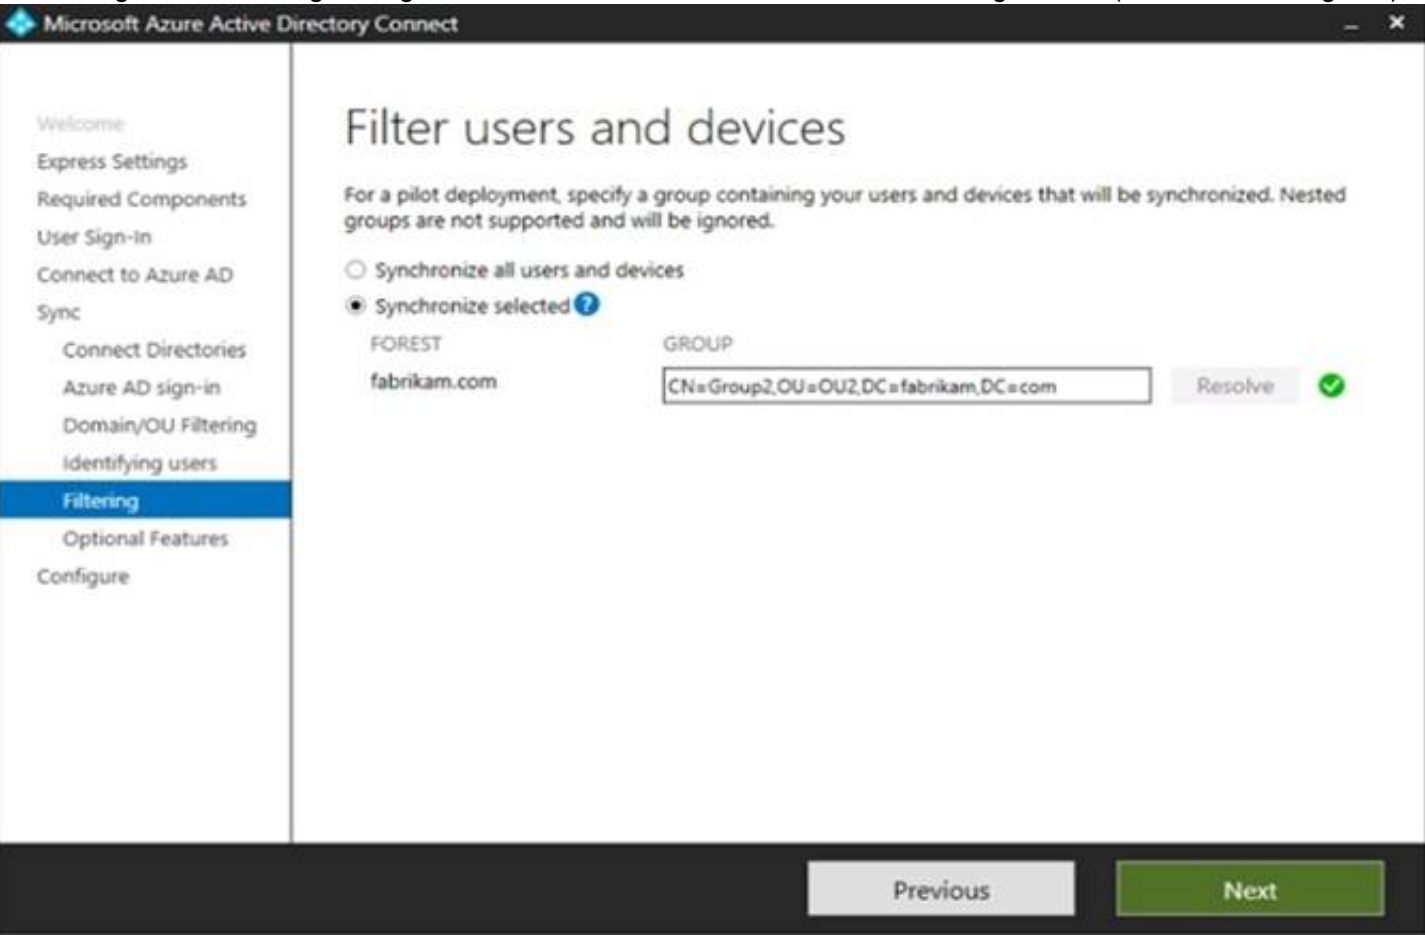 Microsoft Azure Active Directory Connect
Welcome
Express Settings
Required Components
User Sign-In
Connect to Azure AD
Sync
Connect Directories
Azure AD sign-in
Domain/OU Filtering
Identifying users
Filtering
Optional Features
Configure
Filter users and devices
For a pilot deployment, specify a group containing your users and devices that will be synchronized. Nested
groups are not supported and will be ignored.
Synchronize all users and devices
Synchronize selected ?
FOREST GROUP
fabrikam.com CN=Group2,OU=OU2,DC=fabrikam,DC=com Resolve
Previous Next